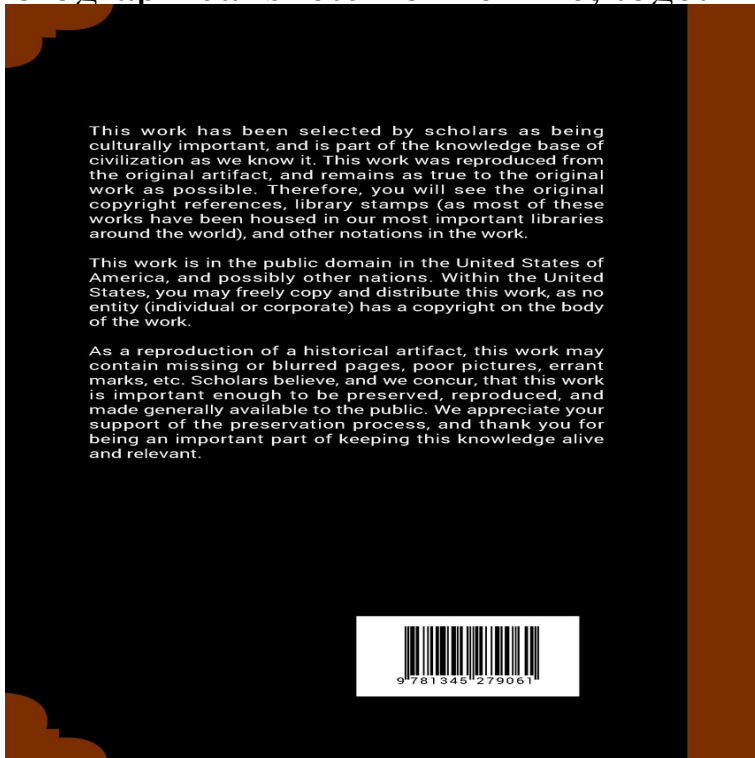 This work has been selected by scholars as being
culturally important, and is part of the knowledge base of
civilization as we know it. This work was reproduced from
the original artifact, and remains as true to the original
work as possible. Therefore, you will see the original
copyright references, library stamps (as most of these
works have been housed in our most important libraries
around the world), and other notations in the work.
This work is in the public domain in the United States of
America, and possibly other nations. Within the United
States, you may freely copy and distribute this work, as no
entity (individual or corporate) has a copyright on the body
of the work.
As a reproduction of a historical artifact, this work may
contain missing or blurred pages, poor pictures, errant
marks, etc. Scholars believe, and we concur, that this work
is important enough to be preserved, reproduced, and
made generally available to the public. We appreciate your
support of the preservation process, and thank you for
being an important part of keeping this knowledge alive
and relevant.
9 781345 279061